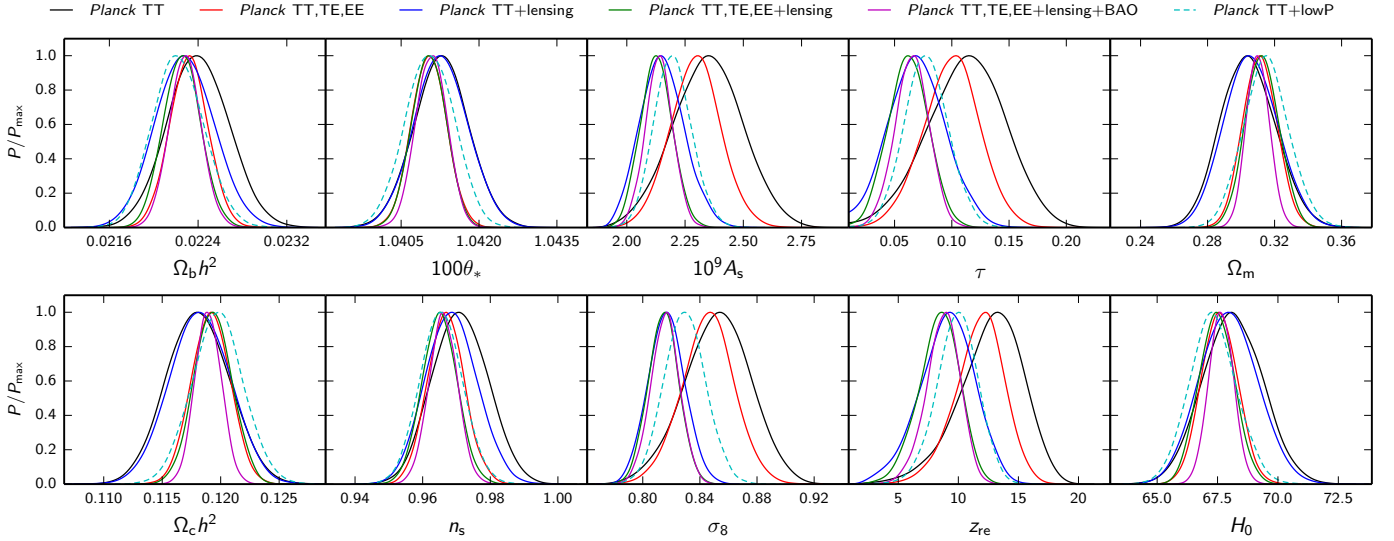 Planck TT Planck TT,TE,EE Planck TT+lensing Planck TT,TE,EE+lensing Planck TT,TE,EE+lensing+BAO Planck TT+lowP
P/Pmax
1.0
0.8
0.6
0.4
0.2
0.0
0.0216 0.0224 0.0232
Ωbh²
1.0405 1.0420 1.0435
100θ*
2.00 2.25 2.50 2.75
10⁹As
0.05 0.10 0.15 0.20
τ
0.24 0.28 0.32 0.36
Ωm
P/Pmax
1.0
0.8
0.6
0.4
0.2
0.0
0.110 0.115 0.120 0.125
Ωch²
0.94 0.96 0.98 1.00
ns
0.80 0.84 0.88 0.92
σ8
5 10 15 20
zre
65.0 67.5 70.0 72.5
H0